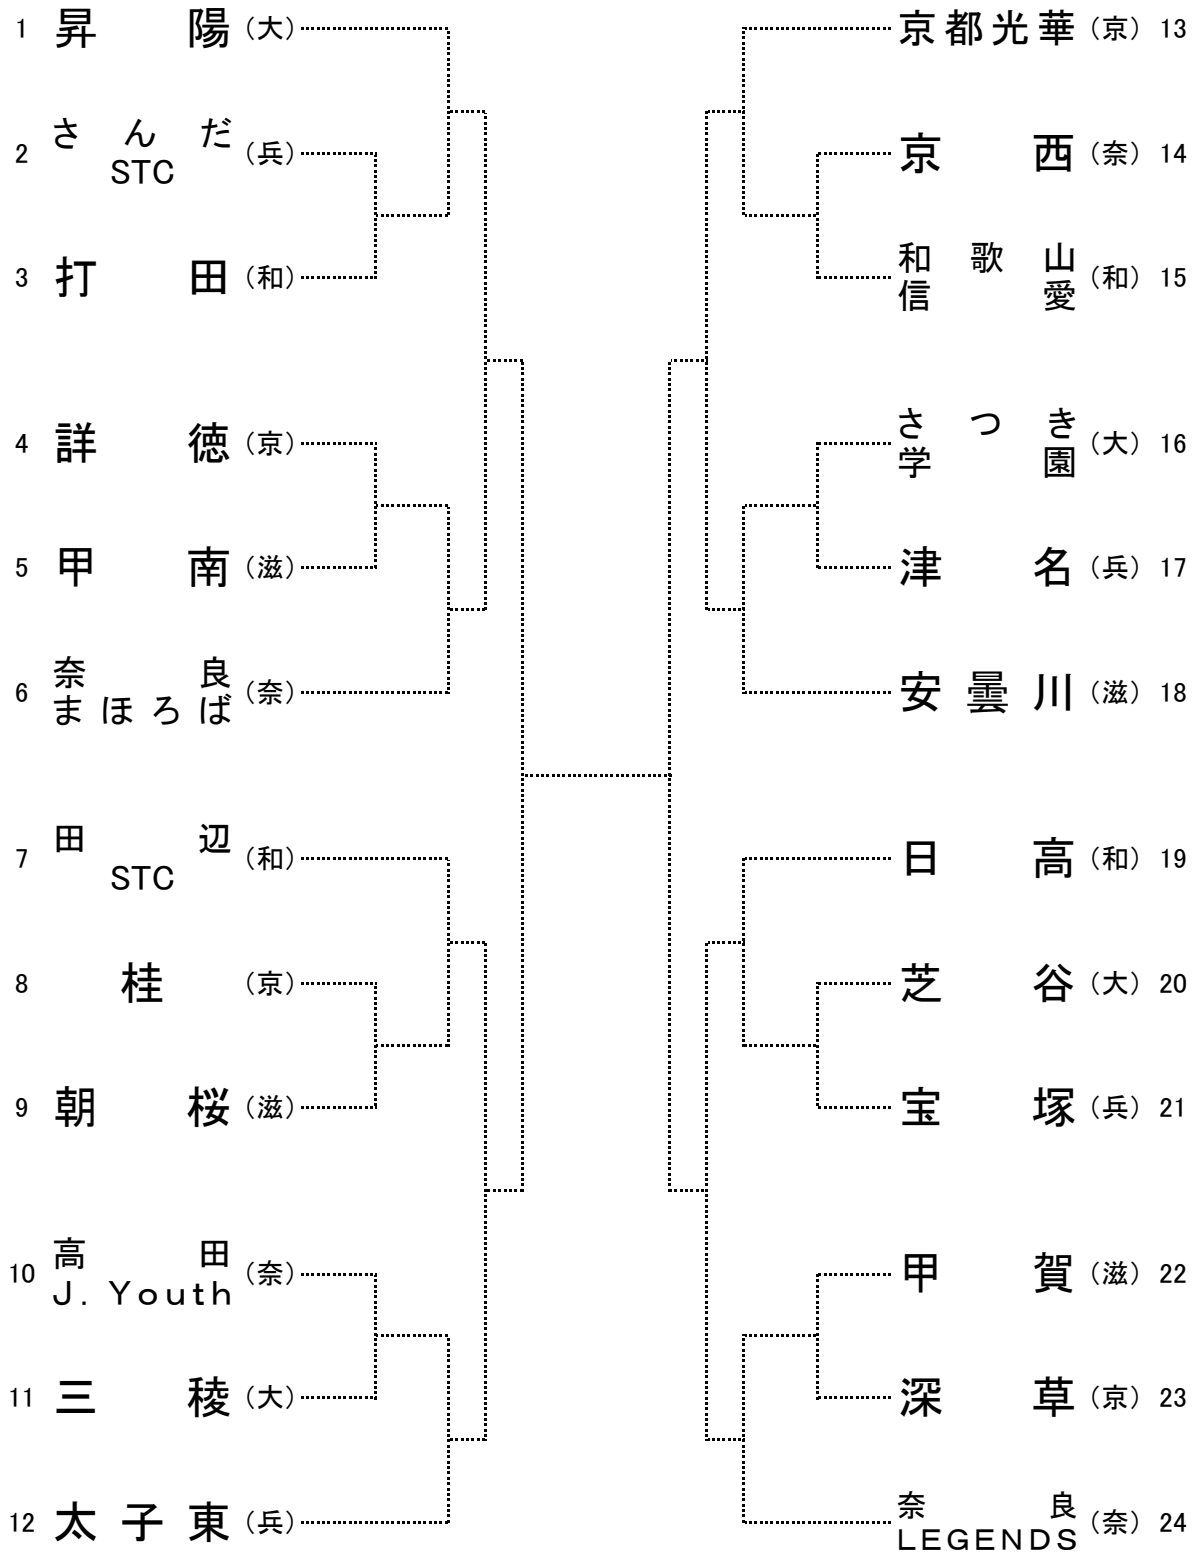 1 昇陽 （大）
2 さんだ
STC （兵）
3 打田 （和）
4 詳徳 （京）
5 甲南 （滋）
6 奈良
まほろば （奈）
7 田辺
STC （和）
8 桂 （京）
9 朝桜 （滋）
10 高田
J. Youth （奈）
11 三稜 （大）
12 太子東 （兵）
京都光華 （京） 13
京西 （奈） 14
和歌山
信愛 （和） 15
さつき
学園 （大） 16
津名 （兵） 17
安曇川 （滋） 18
日高 （和） 19
芝谷 （大） 20
宝塚 （兵） 21
甲賀 （滋） 22
深草 （京） 23
奈良
LEGENDS （奈） 24